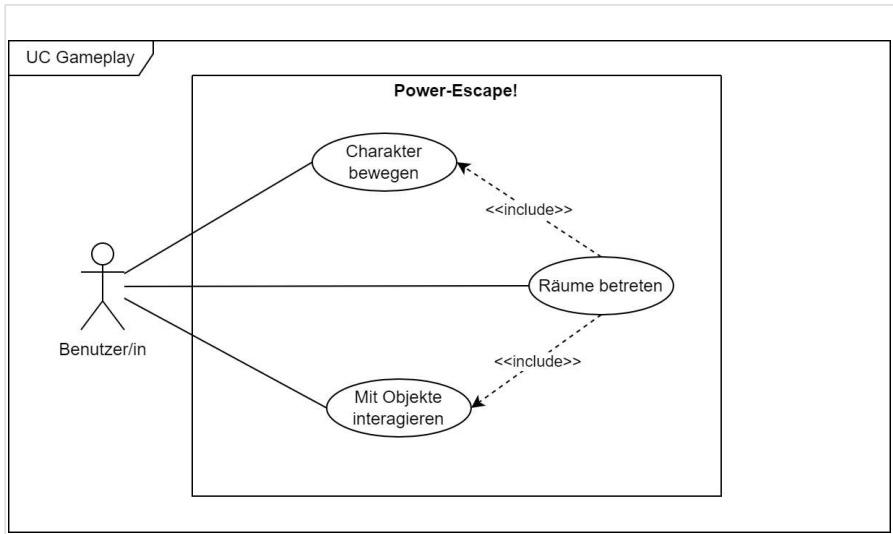 UC Gameplay
Power-Escape!
Charakter
bewegen
<<include>>
Räume betreten
Benutzer/in
<<include>>
Mit Objekte
interagieren